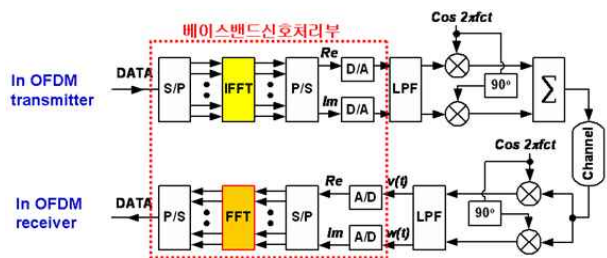 베이스밴드신호처리부
Cos 2πfct
In OFDM transmitter
DATA
S/P
IFFT
P/S
Re
Im
D/A
D/A
LPF
90°
∑
Channel
Cos 2πfct
In OFDM receiver
DATA
P/S
FFT
S/P
Re
Im
A/D
A/D
v(t)
w(t)
LPF
90°